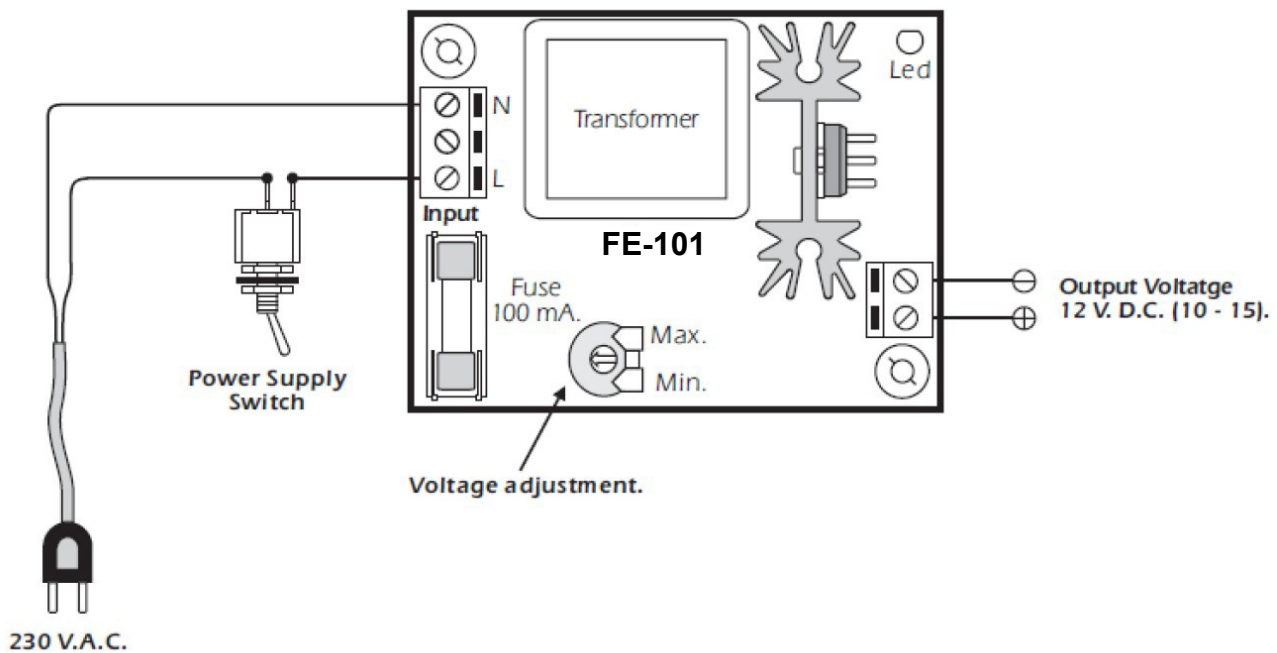 Led
N
Transformer
L
Input
FE-101
Fuse
100 mA.
Max.
Min.
Output Voltatge
12 V. D.C. (10 - 15).
Power Supply
Switch
Voltage adjustment.
230 V.A.C.